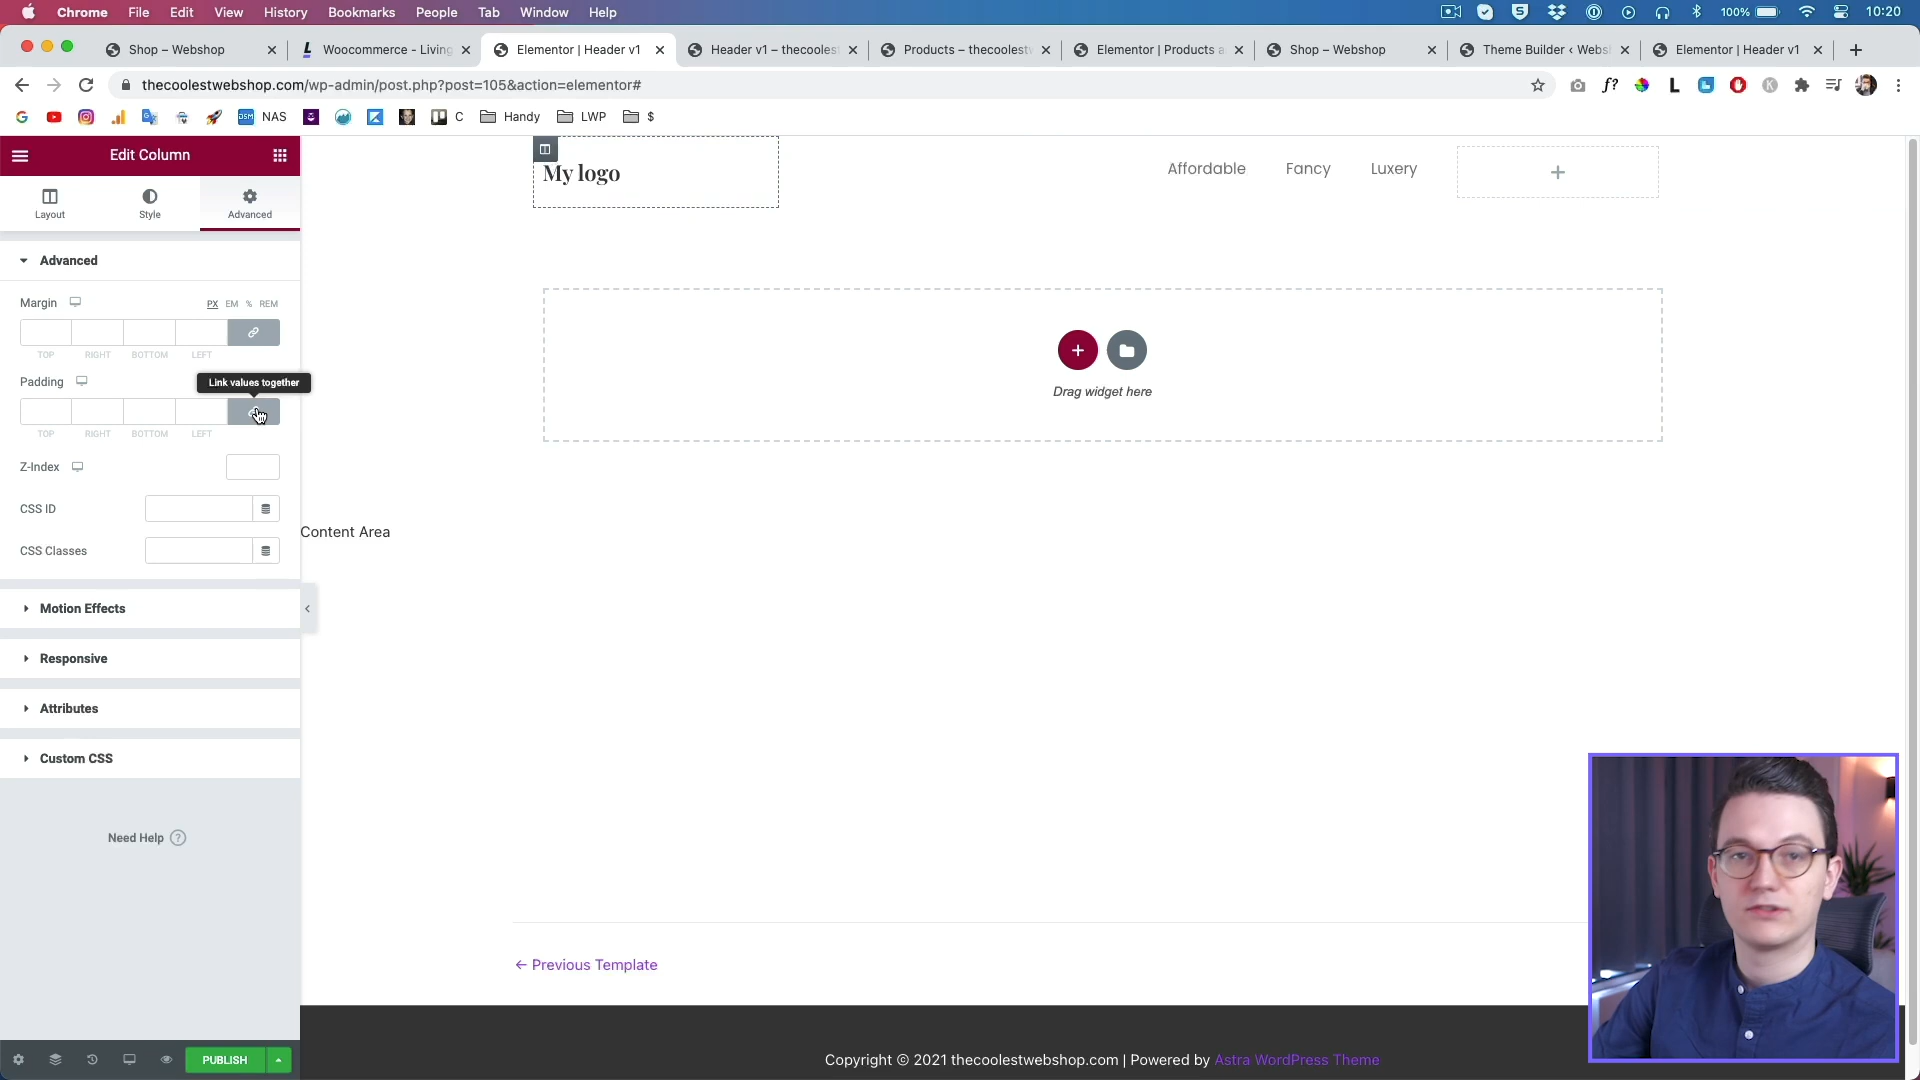 Chrome File Edit View History Bookmarks People Tab Window Help 100% 10:20
Shop – Webshop Woocommerce - Living Elementor | Header v1 Header v1 – thecoolest Products – thecoolestw Elementor | Products a Shop – Webshop Theme Builder ‹ Webs Elementor | Header v1
thecoolestwebshop.com/wp-admin/post.php?post=105&action=elementor#
NAS C Handy LWP $
Edit Column
Layout Style Advanced
My logo
Affordable Fancy Luxery
Advanced
Margin PX EM % REM
TOP RIGHT BOTTOM LEFT
Padding
Link values together
TOP RIGHT BOTTOM LEFT
Drag widget here
Z-Index
CSS ID
CSS Classes
Content Area
Motion Effects
Responsive
Attributes
Custom CSS
Need Help ?
← Previous Template
PUBLISH
Copyright © 2021 thecoolestwebshop.com | Powered by Astra WordPress Theme